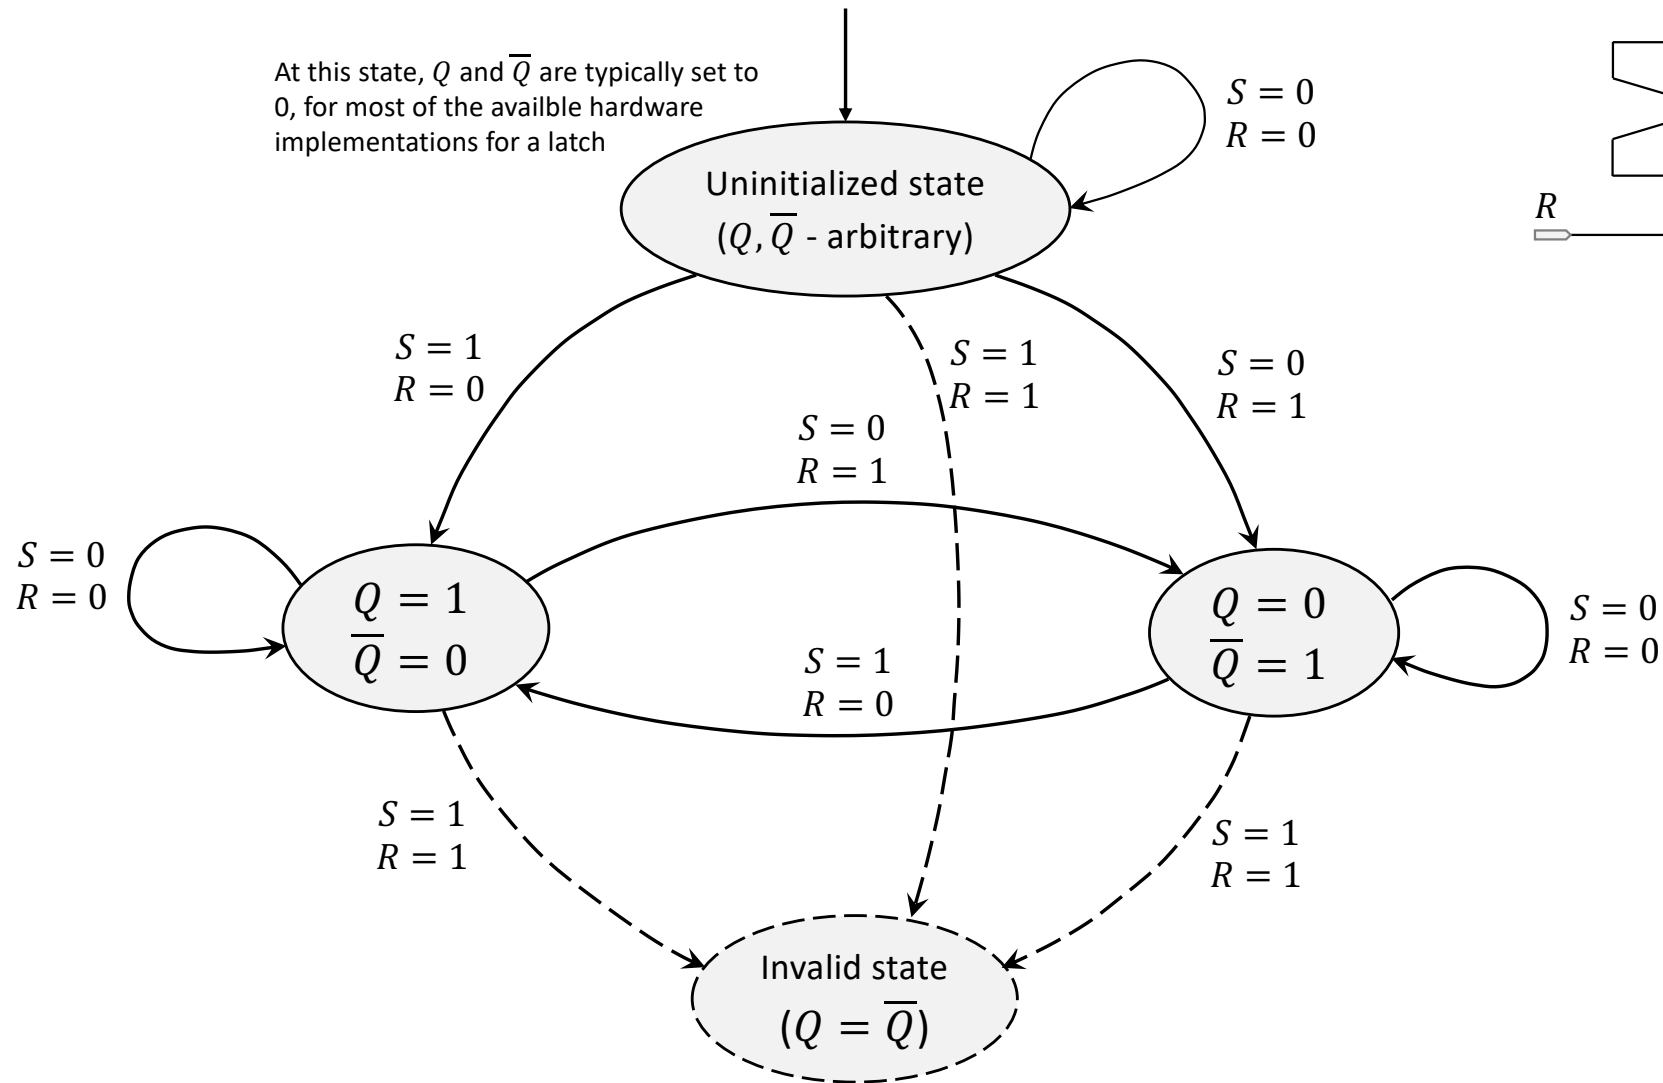 At this state, Q and Q̅ are typically set to
0, for most of the availble hardware
implementations for a latch
S = 0
R = 0
Uninitialized state
(Q, Q̅ - arbitrary)
R
S = 1
R = 0
S = 1
R = 1
S = 0
R = 1
S = 0
R = 1
S = 0
R = 0
Q = 1
Q̅ = 0
Q = 0
Q̅ = 1
S = 0
R = 0
S = 1
R = 0
S = 1
R = 1
S = 1
R = 1
Invalid state
(Q = Q̅)